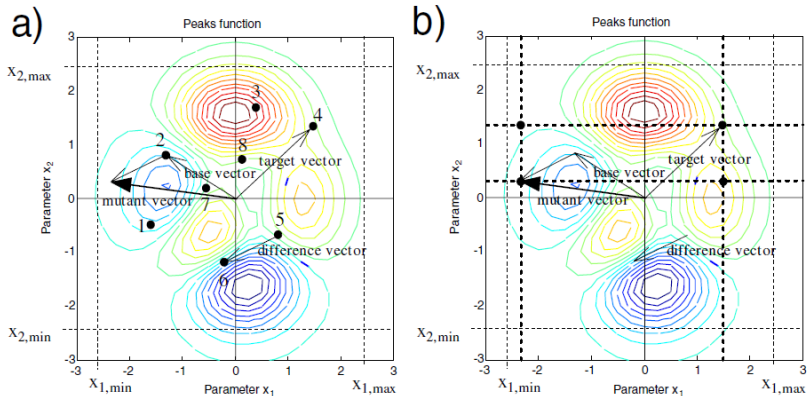 a)
Peaks function
3
X2,max
2
1
Parameter x2
0
-1
-2
X2,min
-3
-3
-2
-1
0
1
2
3
X1,min
Parameter x1
X1,max
3
4
2
8
base vector
target vector
7
mutant vector
1
5
difference vector
6
b)
Peaks function
3
X2,max
2
1
Parameter x2
0
-1
-2
X2,min
-3
-3
-2
-1
0
1
2
3
X1,min
Parameter x1
X1,max
base vector
target vector
mutant vector
difference vector